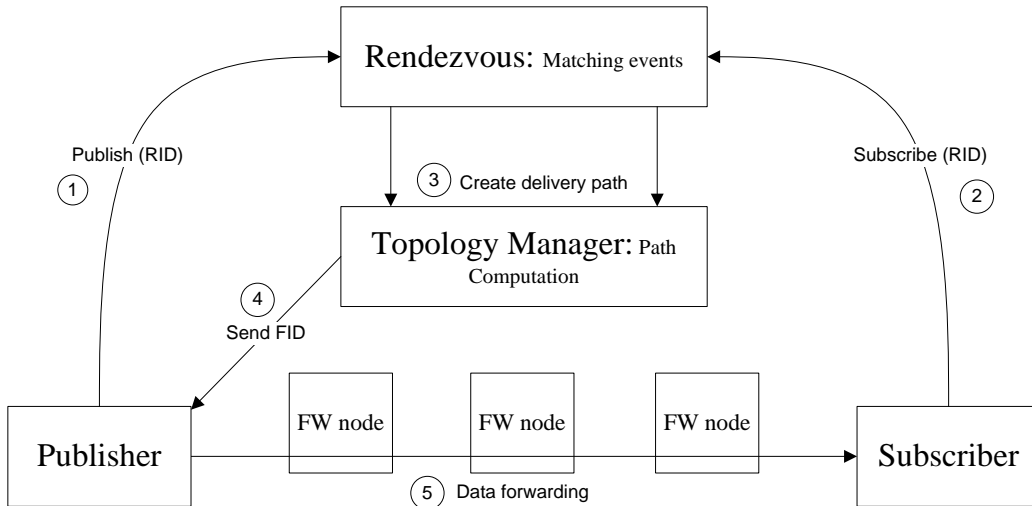 Rendezvous: Matching events
Publish (RID)
1
Subscribe (RID)
2
3 Create delivery path
Topology Manager: Path
Computation
4
Send FID
FW node
FW node
FW node
Publisher
Subscriber
5 Data forwarding